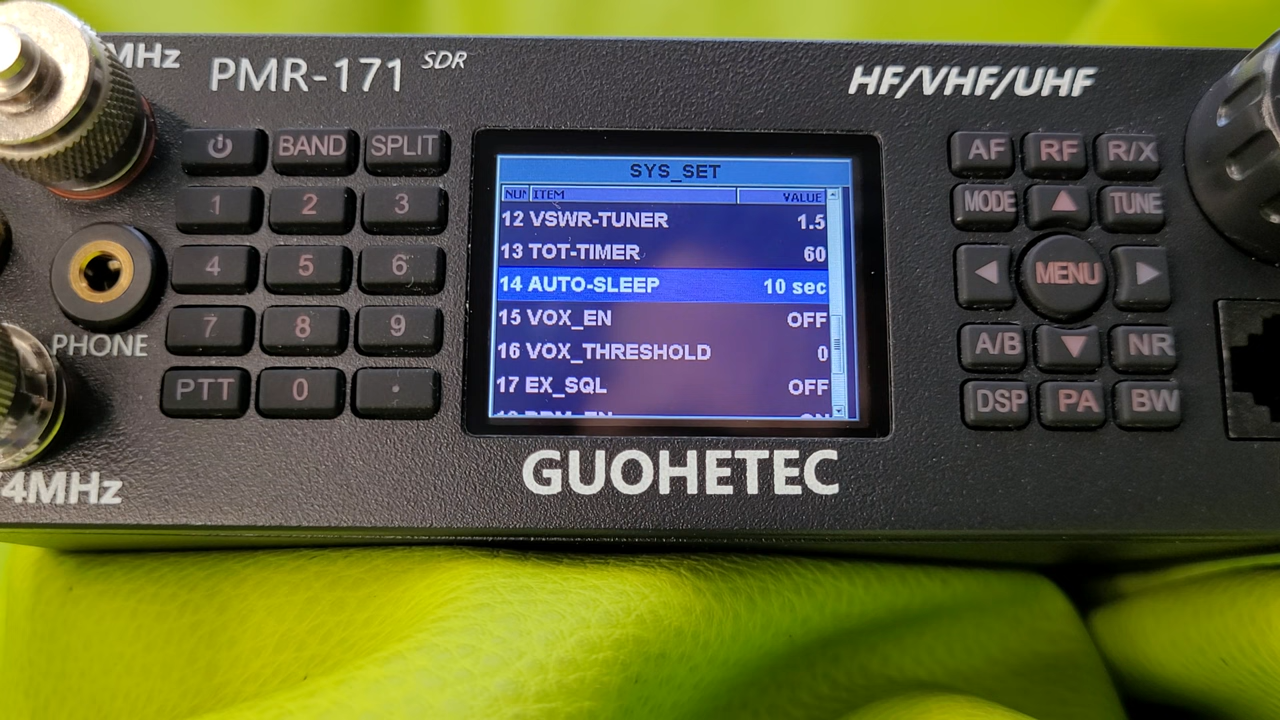 MHz
PMR-171 SDR
HF/VHF/UHF
BAND SPLIT
1 2 3
4 5 6
7 8 9
PTT 0 .
PHONE
4MHz
SYS_SET
NUM ITEM VALUE
12 VSWR-TUNER 1.5
13 TOT-TIMER 60
14 AUTO-SLEEP 10 sec
15 VOX_EN OFF
16 VOX_THRESHOLD 0
17 EX_SQL OFF
GUOHETEC
AF RF R/X
MODE TUNE
MENU
A/B NR
DSP PA BW